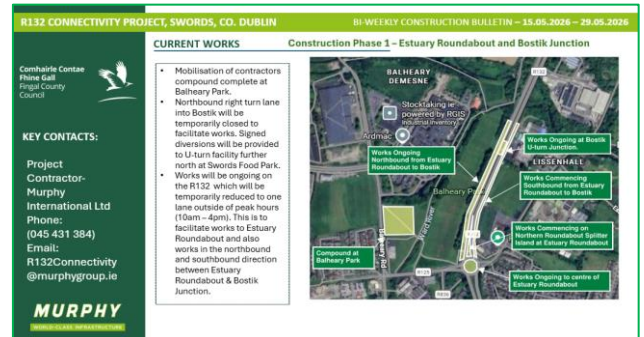 R132 CONNECTIVITY PROJECT, SWORDS, CO. DUBLIN
BI-WEEKLY CONSTRUCTION BULLETIN – 15.05.2026 – 29.05.2026
Comhairle Contae
Fhine Gall
Fingal County
Council
KEY CONTACTS:
Project
Contractor-
Murphy
International Ltd
Phone:
(045 431 384)
Email:
R132Connectivity
@murphygroup.ie
MURPHY
WORLD-CLASS INFRASTRUCTURE
CURRENT WORKS
• Mobilisation of contractors
compound complete at
Balheary Park.
• Northbound right turn lane
into Bostik will be
temporarily closed to
facilitate works. Signed
diversions will be provided
to U-turn facility further
north at Swords Food Park.
• Works will be ongoing on
the R132 which will be
temporarily reduced to one
lane outside of peak hours
(10am – 4pm). This is to
facilitate works to Estuary
Roundabout and also
works in the northbound
and southbound direction
between Estuary
Roundabout & Bostik
Junction.
Construction Phase 1 – Estuary Roundabout and Bostik Junction
BALHEARY
DEMESNE
R132
Stocktaking.ie
powered by RGIS
Industrial inventory
Ardmac
Works Ongoing at Bostik
U-turn Junction.
Works Ongoing
Northbound from Estuary
Roundabout to Bostik
LISSENHALL
Balheary Park
Works Commencing
Southbound from Estuary
Roundabout to Bostik
Ward River
Works Commencing on
Northern Roundabout Splitter
Island at Estuary Roundabout
Compound at
Balheary Park
Balheary Rd
R125
Works Ongoing to centre of
Estuary Roundabout